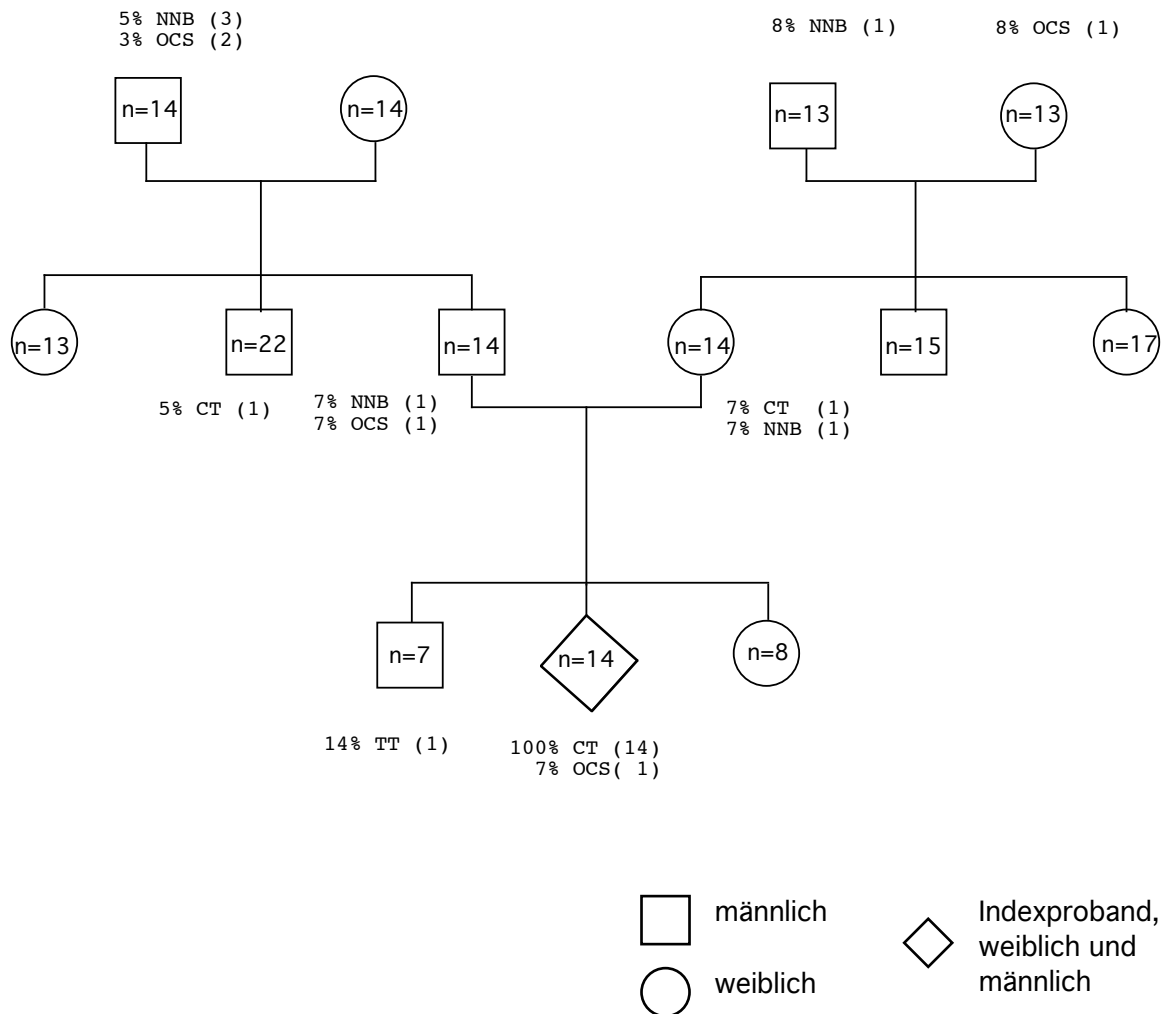 5% NNB (3)
3% OCS (2)
8% NNB (1)
8% OCS (1)
n=14
n=14
n=13
n=13
n=13
n=22
n=14
n=14
n=15
n=17
5% CT (1)
7% NNB (1)
7% OCS (1)
7% CT (1)
7% NNB (1)
n=7
n=14
n=8
14% TT (1)
100% CT (14)
7% OCS( 1)
männlich
weiblich
Indexproband,
weiblich und
männlich